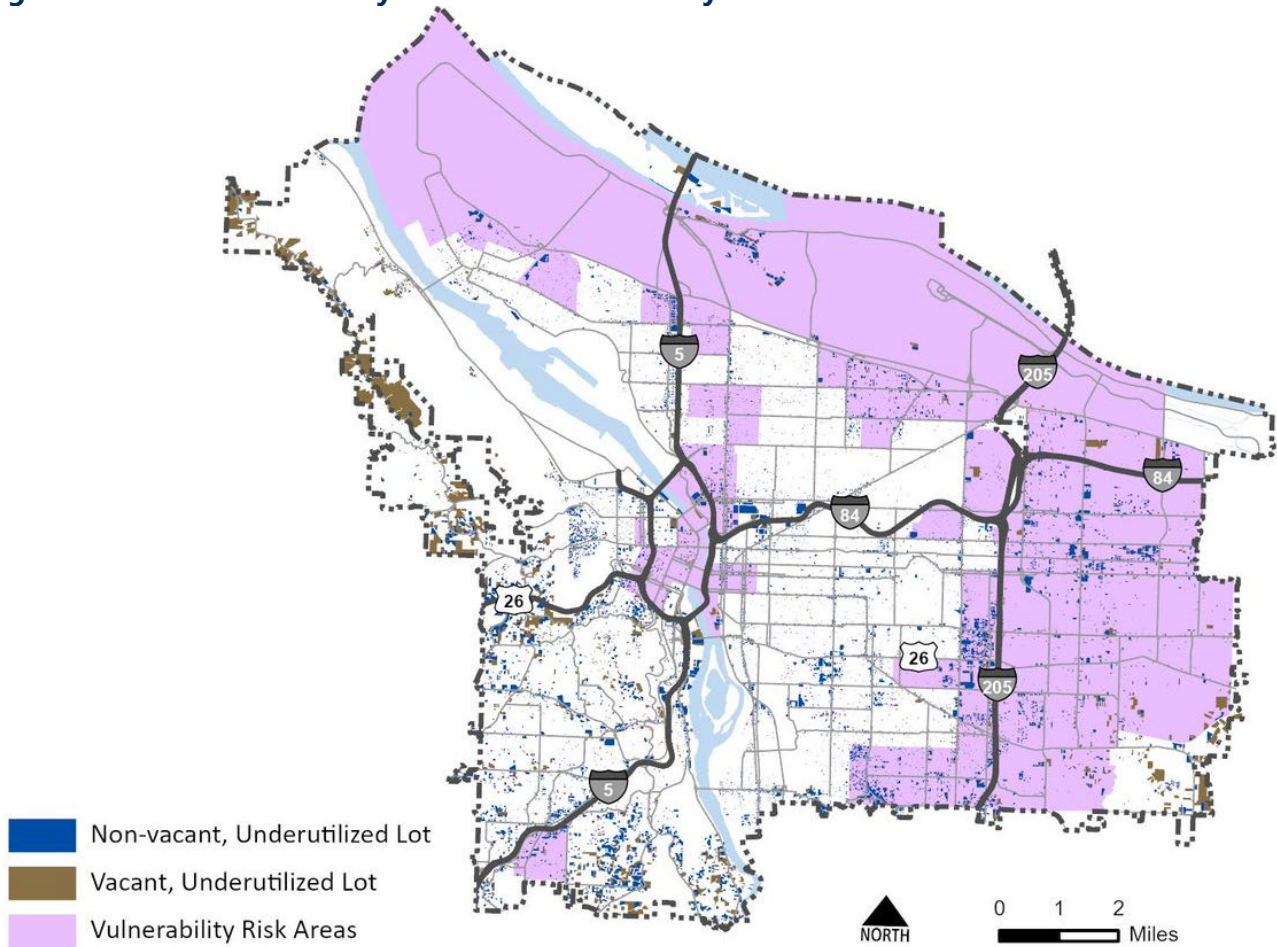 5
205
84
84
26
26
205
5
Non-vacant, Underutilized Lot
Vacant, Underutilized Lot
Vulnerability Risk Areas
NORTH
0 1 2
Miles